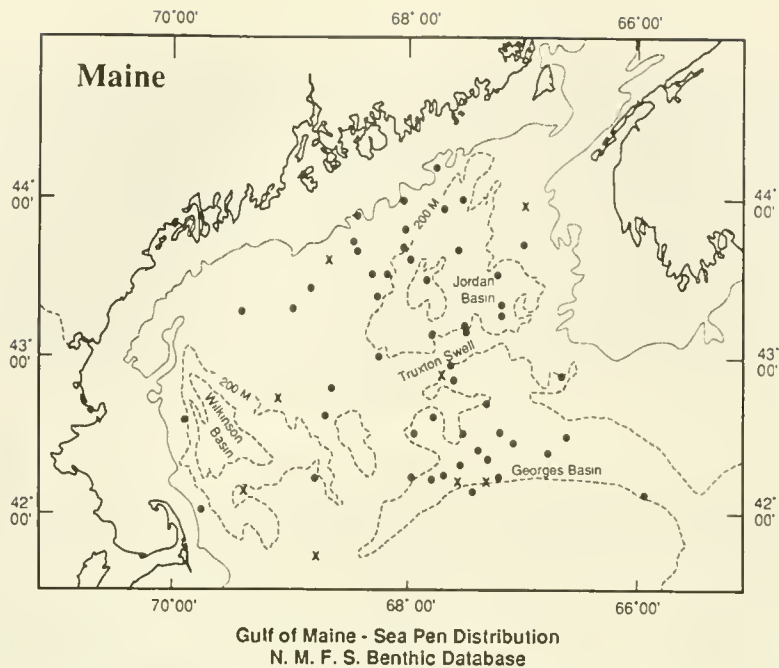 70°00' 68°00' 66°00'
Maine
44°
00'
44°
00'
200 M
Jordan
Basin
43°
00'
43°
00'
Truxton Swell
200 M
Wilkinson
Basin
Georges Basin
42°
00'
42°
00'
70°00' 68°00' 66°00'
Gulf of Maine - Sea Pen Distribution
N. M. F. S. Benthic Database